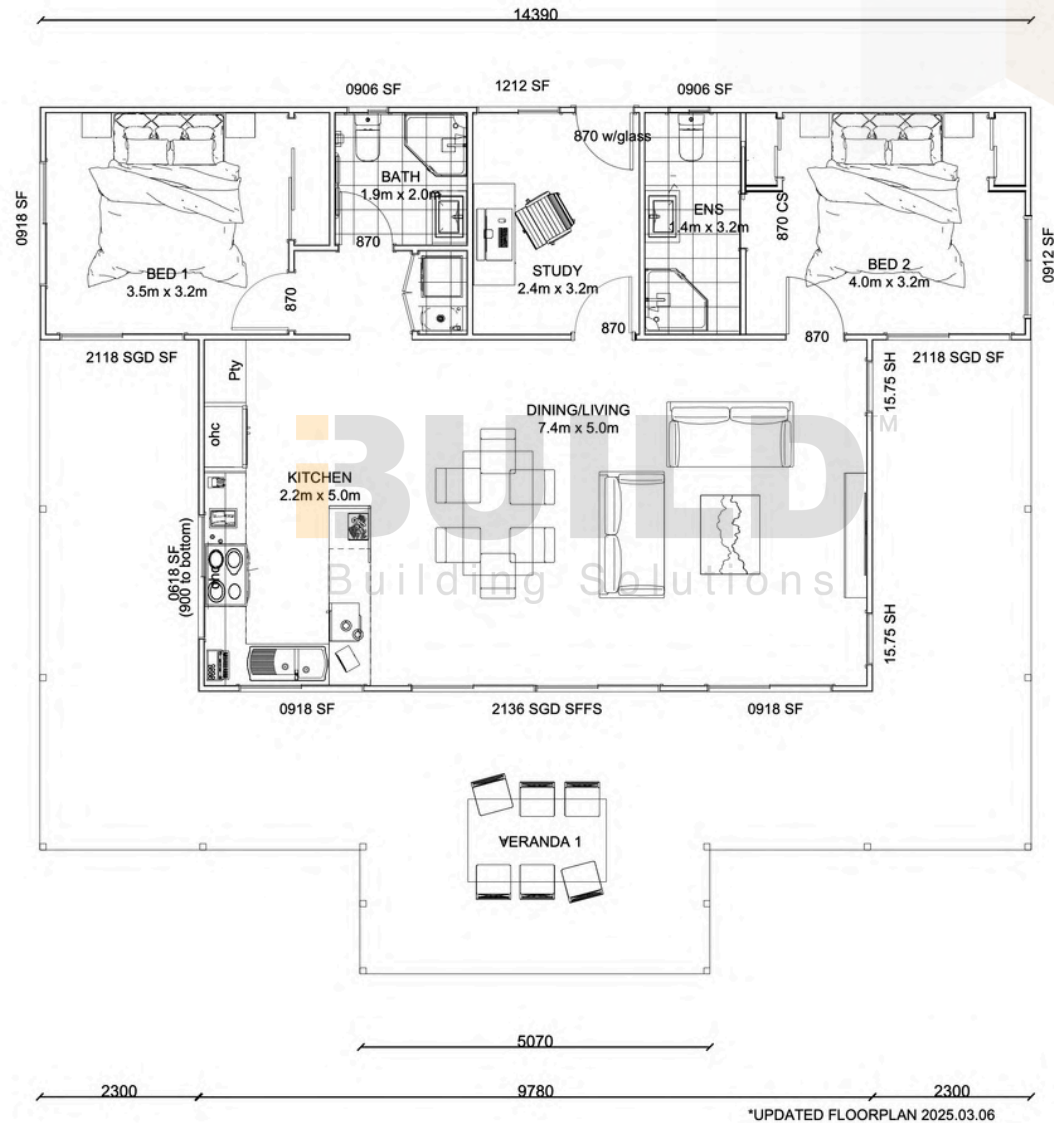 14390
0906 SF
1212 SF
0906 SF
870 w/glass
BATH
1.9m x 2.0m
0918 SF
870
ENS
1.4m x 3.2m
870 CS
0912 SF
BED 1
3.5m x 3.2m
870
STUDY
2.4m x 3.2m
BED 2
4.0m x 3.2m
870
870
2118 SGD SF
2118 SGD SF
Pty
15.75 SH
ohc
DINING/LIVING
7.4m x 5.0m
iBUILD™
Building Solutions
KITCHEN
2.2m x 5.0m
0618 SF
(900 to bottom)
ohc
15.75 SH
0918 SF
2136 SGD SFFS
0918 SF
VERANDA 1
5070
2300
9780
2300
*UPDATED FLOORPLAN 2025.03.06